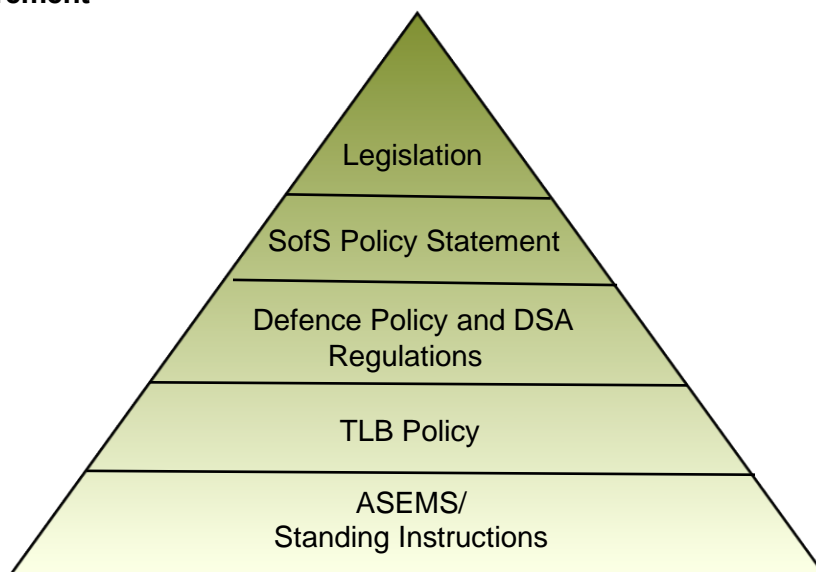 Legislation
SofS Policy Statement
Defence Policy and DSA
Regulations
TLB Policy
ASEMS/
Standing Instructions